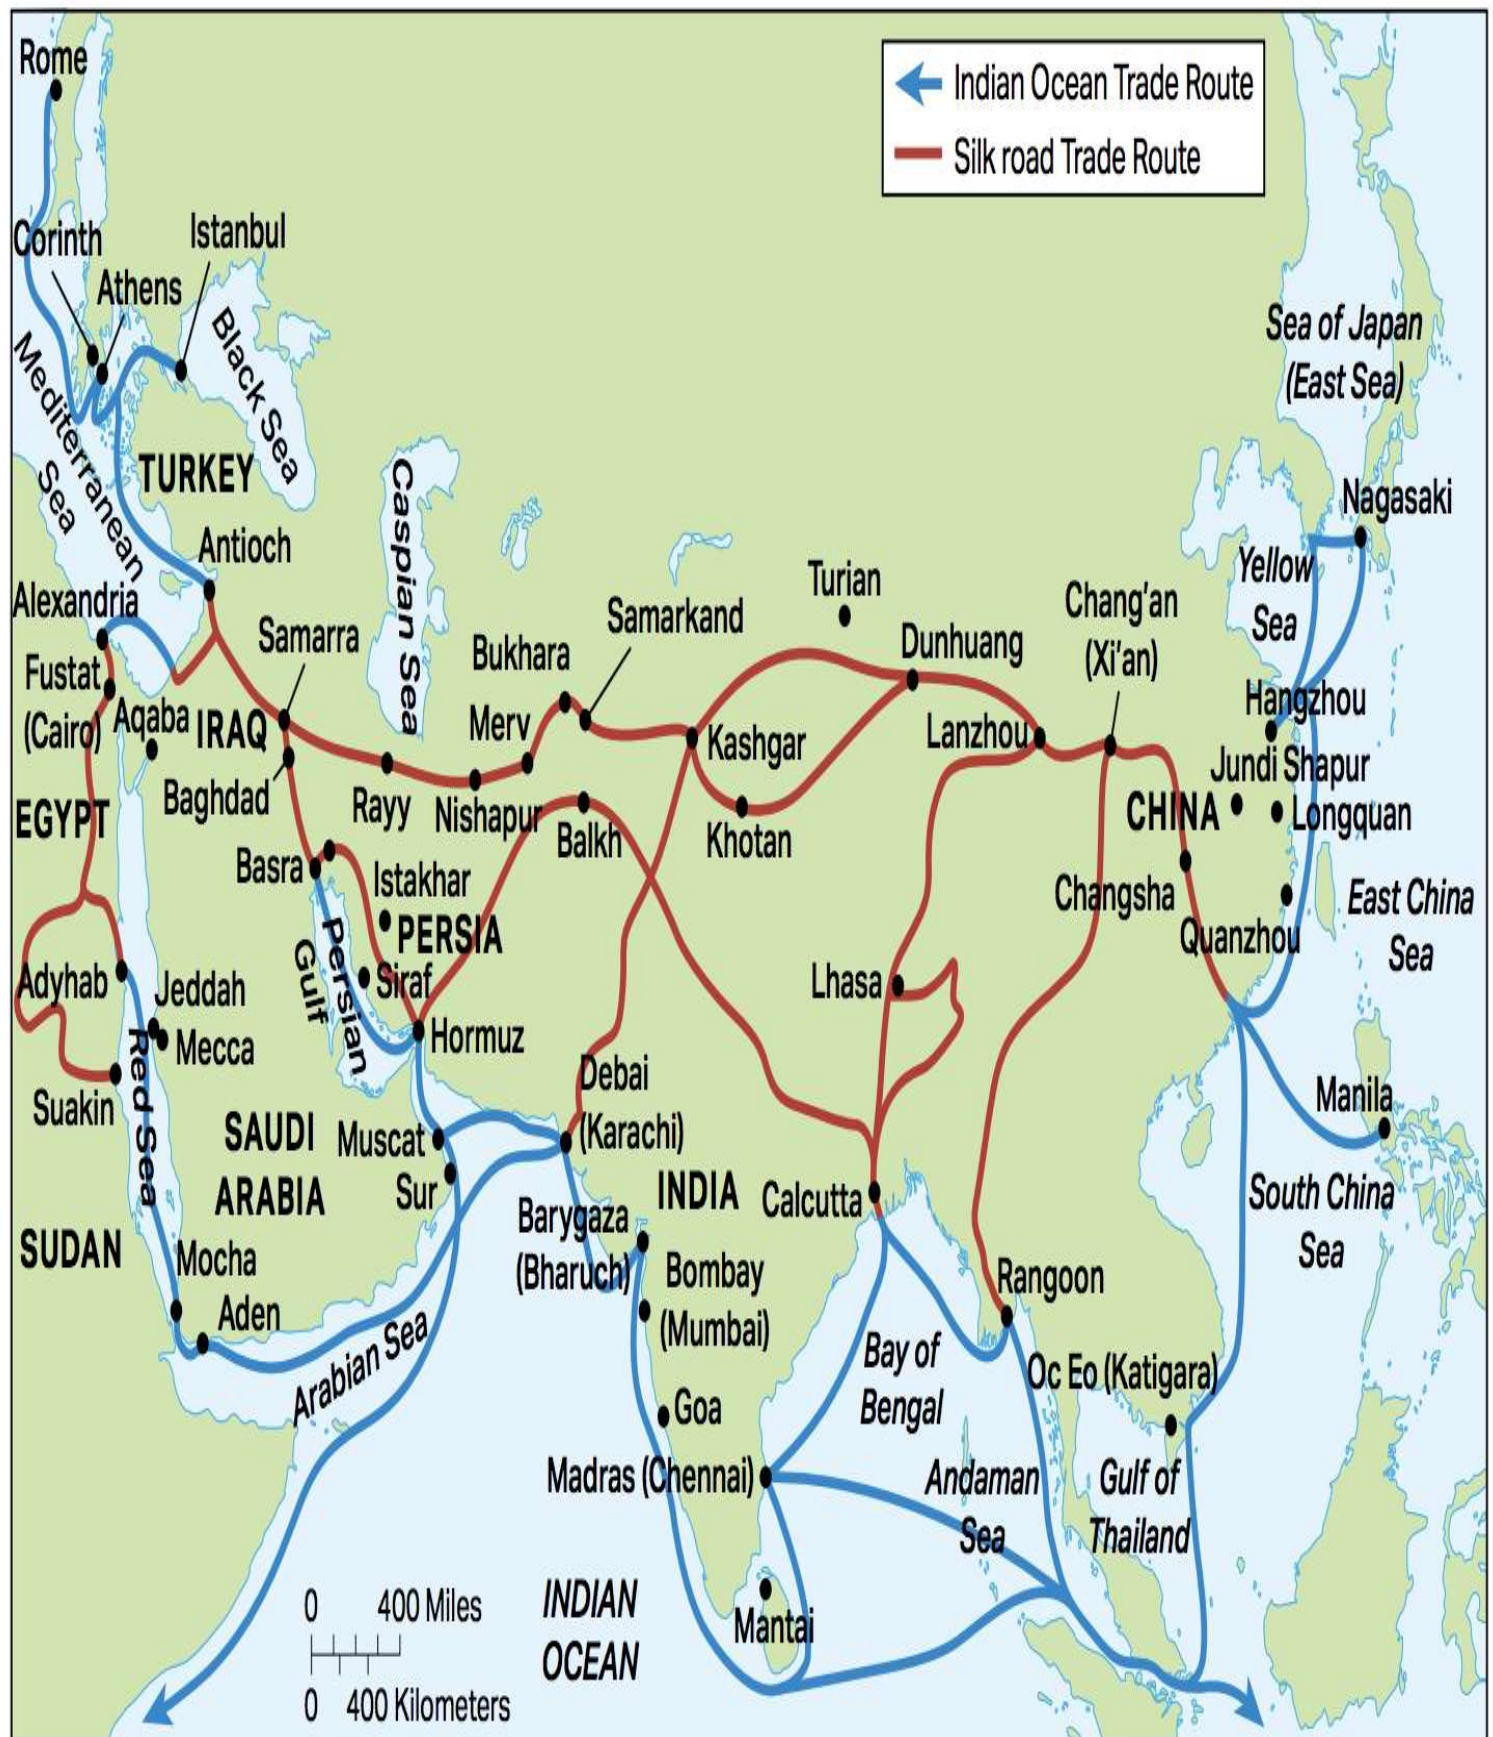 Rome
Indian Ocean Trade Route
Silk road Trade Route
Corinth
Istanbul
Athens
Black Sea
Mediterranean
Sea
Sea of Japan
(East Sea)
TURKEY
Caspian Sea
Nagasaki
Antioch
Yellow
Sea
Alexandria
Samarra
Samarkand
Turian
Chang'an
(Xi'an)
Bukhara
Dunhuang
Fustat
(Cairo)
Aqaba
IRAQ
Merv
Kashgar
Lanzhou
Hangzhou
Jundi Shapur
Baghdad
Rayy
Nishapur
Balkh
Khotan
CHINA
Longquan
EGYPT
Basra
Istakhar
PERSIA
Changsha
Quanzhou
East China
Sea
Persian
Gulf
Siraf
Lhasa
Adyhab
Jeddah
Mecca
Hormuz
Red Sea
Suakin
Debai
(Karachi)
Manila
SAUDI
ARABIA
Muscat
Sur
INDIA
Calcutta
South China
Sea
Barygaza
(Bharuch)
SUDAN
Mocha
Aden
Bombay
(Mumbai)
Rangoon
Arabian Sea
Bay of
Bengal
Oc Eo (Katigara)
Goa
Madras (Chennai)
Andaman
Sea
Gulf of
Thailand
Mantai
INDIAN
OCEAN
0 400 Miles
0 400 Kilometers